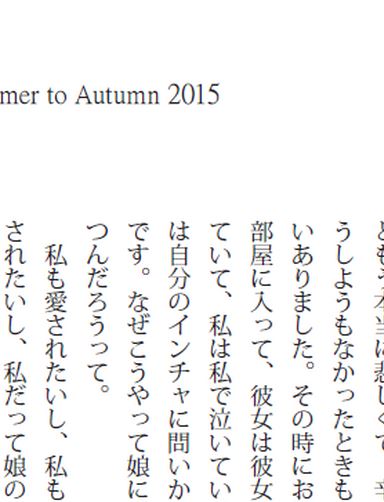 mer to Autumn 2015
ともそ本当に悲しくて、辛
うしようもなかったときも
いありました。その時にお
部屋に入って、彼女は彼女
ていて、私は私で泣いてい
は自分のインチャに問いか
です。なぜこうやって娘に
つんだろうって。
私も愛されたいし、私も
されたいし、私だって娘の